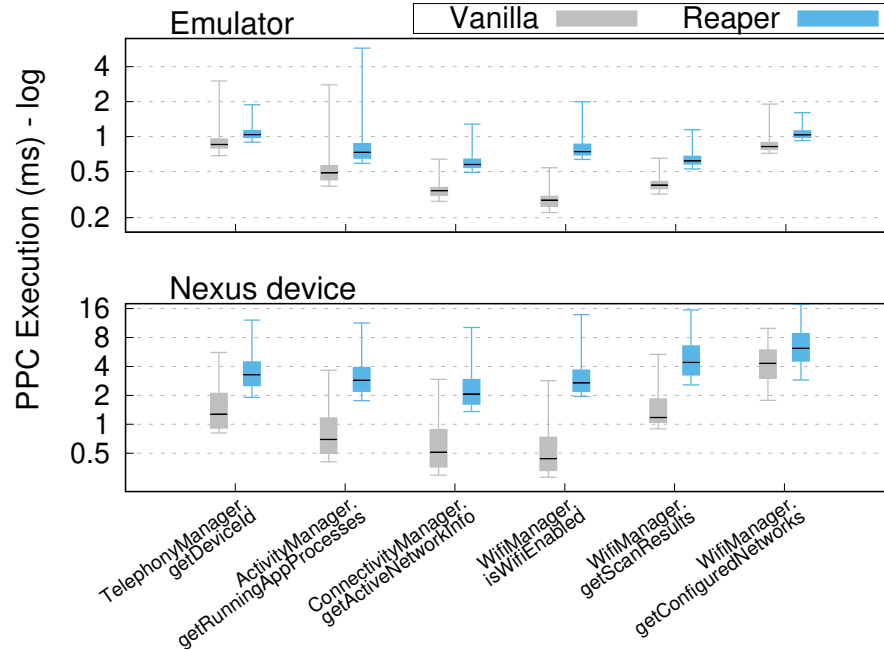 Vanilla
Reaper
Emulator
PPC Execution (ms) - log
4
2
1
0.5
0.2
Nexus device
16
8
4
2
1
0.5
TelephonyManager.
getDeviceId
ActivityManager.
getRunningAppProcesses
ConnectivityManager.
getActiveNetworkInfo
WifiManager.
isWifiEnabled
WifiManager.
getScanResults
WifiManager.
getConfiguredNetworks